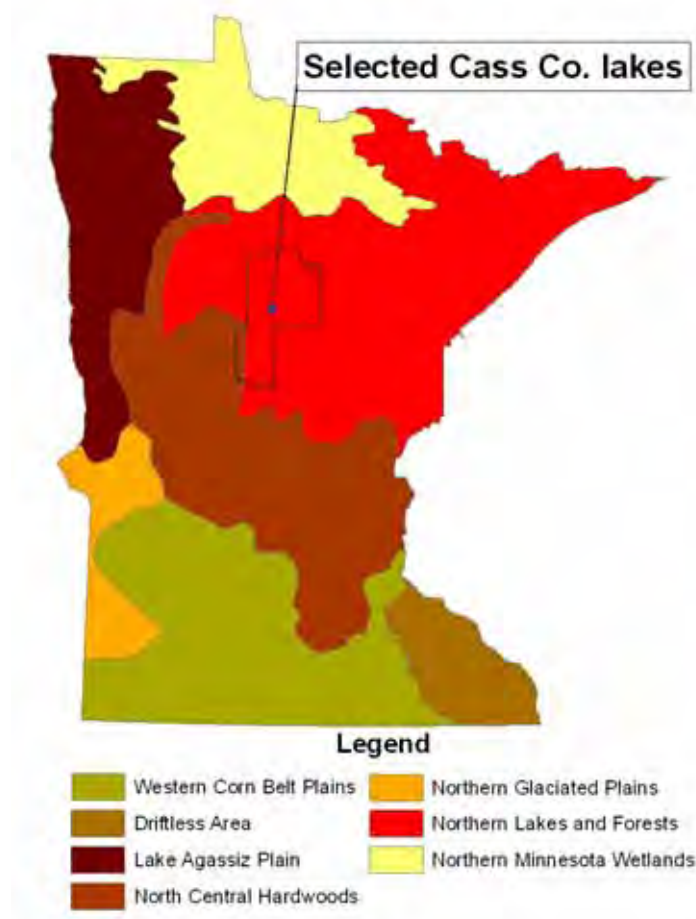 Selected Cass Co. lakes
Legend
Western Corn Belt Plains
Northern Glaciated Plains
Driftless Area
Northern Lakes and Forests
Lake Agassiz Plain
Northern Minnesota Wetlands
North Central Hardwoods